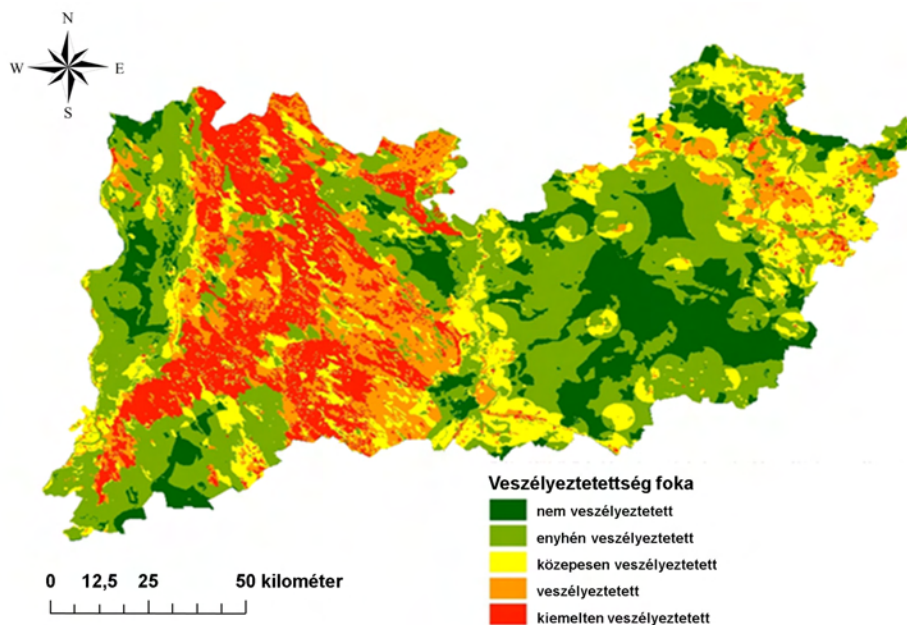 N
W E
S
Veszélyeztetettség foka
nem veszélyeztetett
enyhén veszélyeztetett
közepesen veszélyeztetett
veszélyeztetett
kiemelten veszélyeztetett
0 12,5 25 50 kilométer